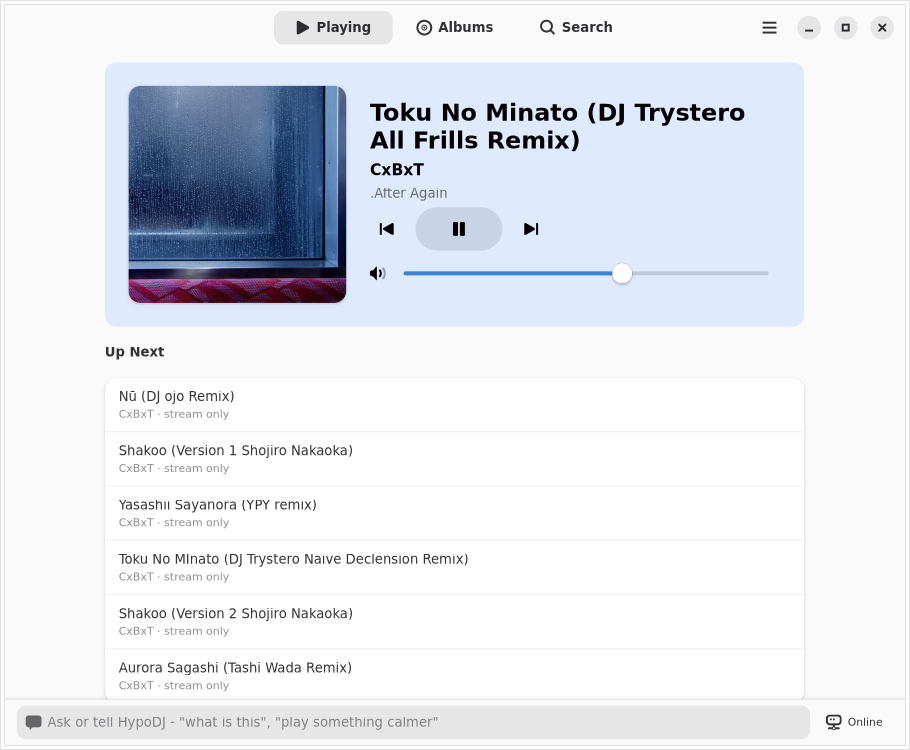 Playing
Albums
Search
Toku No Minato (DJ Trystero
All Frills Remix)
CxBxT
.After Again
Up Next
Nū (DJ ojo Remix)
CxBxT · stream only
Shakoo (Version 1 Shojiro Nakaoka)
CxBxT · stream only
Yasashii Sayanora (YPY remix)
CxBxT · stream only
Toku No MInato (DJ Trystero Naive Declension Remix)
CxBxT · stream only
Shakoo (Version 2 Shojiro Nakaoka)
CxBxT · stream only
Aurora Sagashi (Tashi Wada Remix)
CxBxT · stream only
Ask or tell HypoDJ - "what is this", "play something calmer"
Online